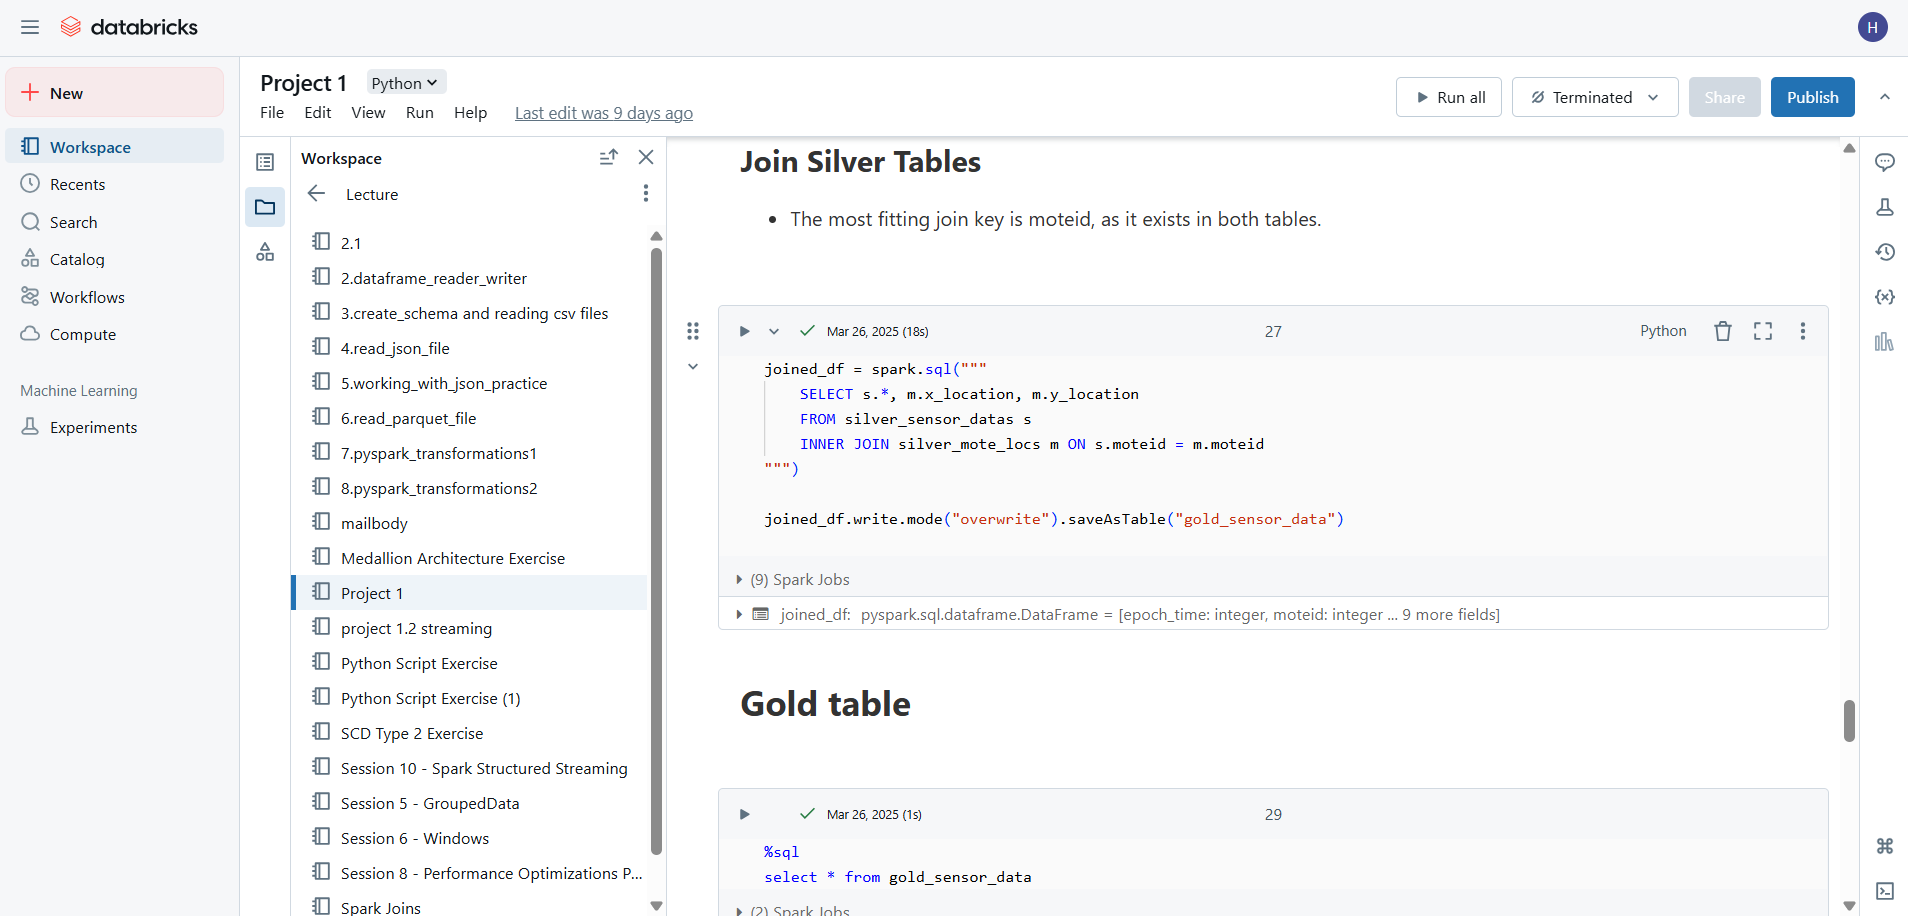 databricks
H
New
Workspace
Recents
Search
Catalog
Workflows
Compute
Machine Learning
Experiments
Project 1
Python
File Edit View Run Help Last edit was 9 days ago
Run all
Terminated
Share
Publish
Workspace
Lecture
2.1
2.dataframe_reader_writer
3.create_schema and reading csv files
4.read_json_file
5.working_with_json_practice
6.read_parquet_file
7.pyspark_transformations1
8.pyspark_transformations2
mailbody
Medallion Architecture Exercise
Project 1
project 1.2 streaming
Python Script Exercise
Python Script Exercise (1)
SCD Type 2 Exercise
Session 10 - Spark Structured Streaming
Session 5 - GroupedData
Session 6 - Windows
Session 8 - Performance Optimizations P...
Spark Joins
Join Silver Tables
• The most fitting join key is moteid, as it exists in both tables.
Mar 26, 2025 (18s) 27 Python
joined_df = spark.sql("""
SELECT s.*, m.x_location, m.y_location
FROM silver_sensor_datas s
INNER JOIN silver_mote_locs m ON s.moteid = m.moteid
""")
joined_df.write.mode("overwrite").saveAsTable("gold_sensor_data")
(9) Spark Jobs
joined_df: pyspark.sql.dataframe.DataFrame = [epoch_time: integer, moteid: integer ... 9 more fields]
Gold table
Mar 26, 2025 (1s) 29
%sql
select * from gold_sensor_data
(2) Spark Jobs